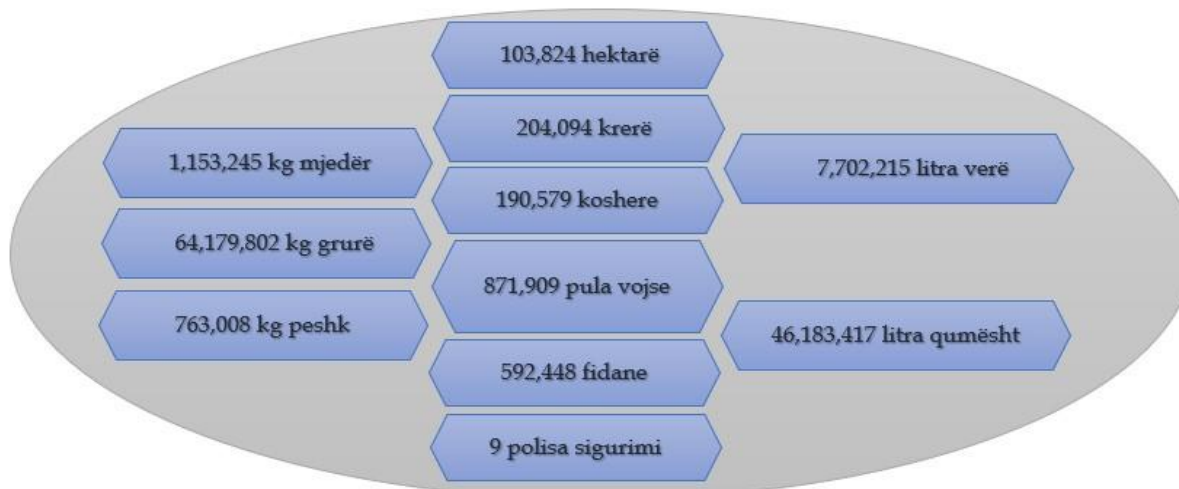 103,824 hektarë
204,094 krerë
1,153,245 kg mjedër
7,702,215 litra verë
190,579 koshere
64,179,802 kg grurë
871,909 pula vojse
763,008 kg peshk
46,183,417 litra qumësht
592,448 fidane
9 polisa sigurimi